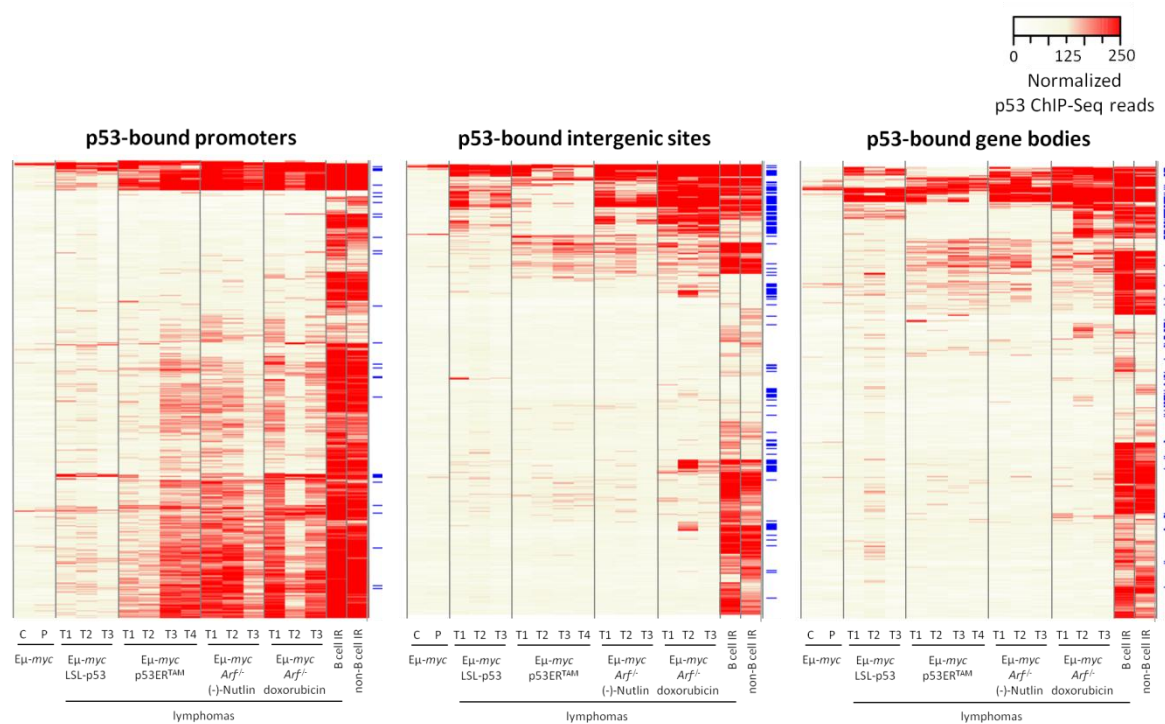 0 125 250
Normalized
p53 ChIP-Seq reads
p53-bound promoters
p53-bound intergenic sites
p53-bound gene bodies
C P T1 T2 T3 T1 T2 T3 T4 T1 T2 T3 T1 T2 T3 B cell IR non-B cell IR
Eμ-myc
Eμ-myc
LSL-p53
Eμ-myc
p53ERTAM
Eμ-myc
Arf-/-
(-)-Nutlin
Eμ-myc
Arf-/-
doxorubicin
lymphomas
C P T1 T2 T3 T1 T2 T3 T4 T1 T2 T3 T1 T2 T3 B cell IR non-B cell IR
Eμ-myc
Eμ-myc
LSL-p53
Eμ-myc
p53ERTAM
Eμ-myc
Arf-/-
(-)-Nutlin
Eμ-myc
Arf-/-
doxorubicin
lymphomas
C P T1 T2 T3 T1 T2 T3 T4 T1 T2 T3 T1 T2 T3 B cell IR non-B cell IR
Eμ-myc
Eμ-myc
LSL-p53
Eμ-myc
p53ERTAM
Eμ-myc
Arf-/-
(-)-Nutlin
Eμ-myc
Arf-/-
doxorubicin
lymphomas